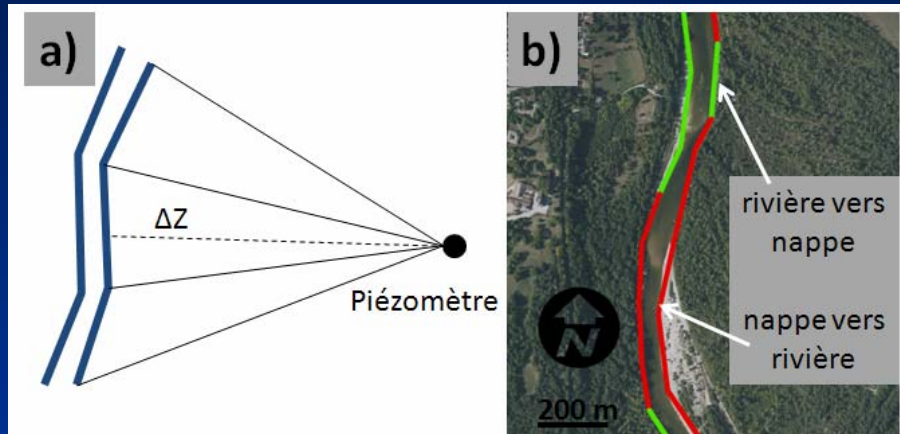 a)
ΔZ
Piézomètre
b)
rivière vers
nappe
nappe vers
rivière
N
200 m